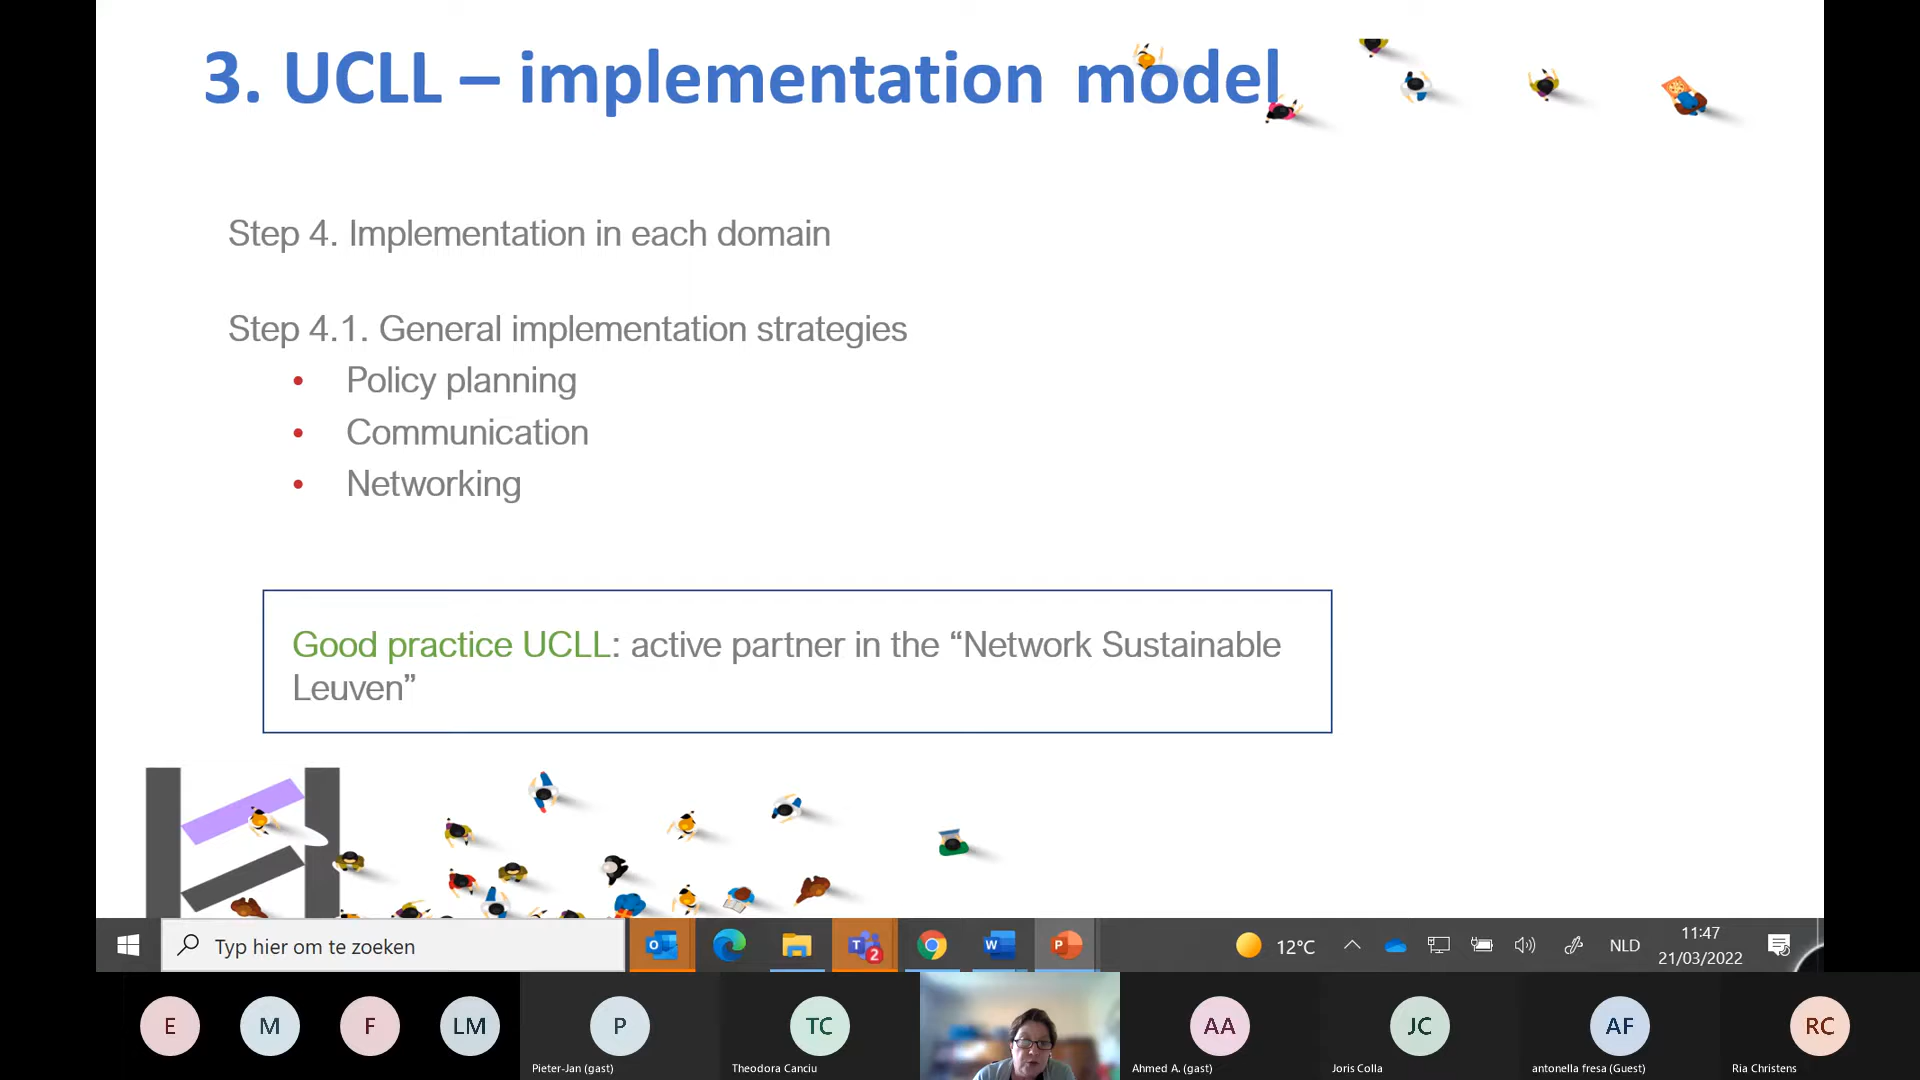 3. UCLL – implementation model
Step 4. Implementation in each domain
Step 4.1. General implementation strategies
• Policy planning
• Communication
• Networking
Good practice UCLL: active partner in the “Network Sustainable
Leuven”
Typ hier om te zoeken
2
12°C
NLD
11:47
21/03/2022
E
M
F
LM
P
TC
AA
JC
AF
RC
Pieter-Jan (gast)
Theodora Canciu
Ahmed A. (gast)
Joris Colla
antonella fresa (Guest)
Ria Christens